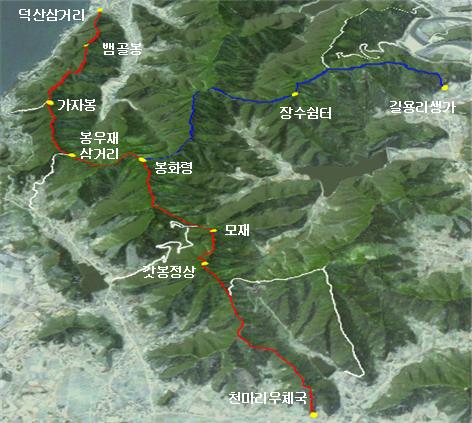 덕산삼거리
뱀골봉
가자봉
장수쉼터
길용리생가
봉우재
삼거리
봉화령
모재
갓봉정상
천마리우체국